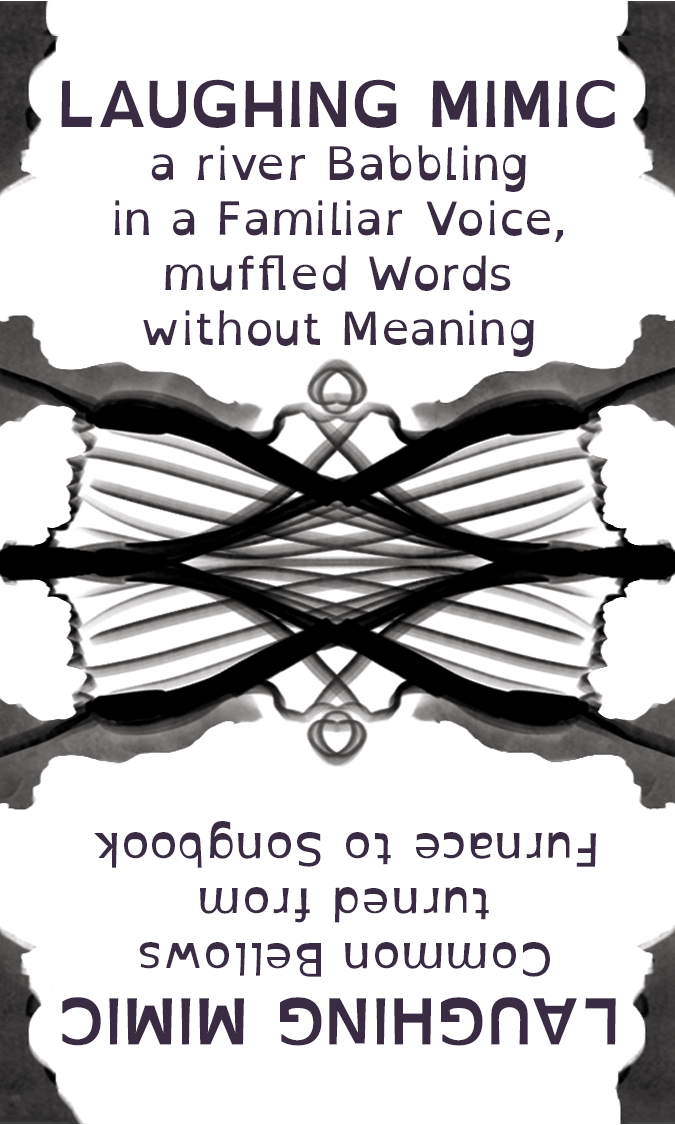 LAUGHING MIMIC
a river Babbling
in a Familiar Voice,
muffled Words
without Meaning
LAUGHING MIMIC
Common Bellows
turned from
Furnace to Songbook